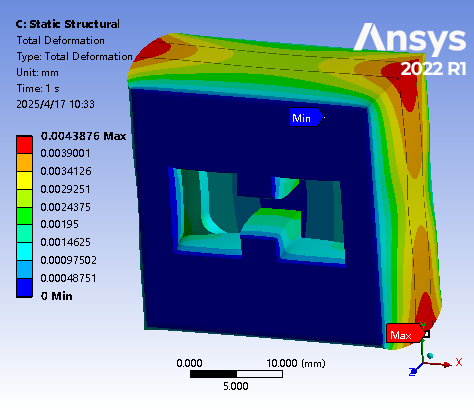 C: Static Structural
Total Deformation
Type: Total Deformation
Unit: mm
Time: 1 s
2025/4/17 10:33
Ansys
2022 R1
0.0043876 Max
0.0039001
0.0034126
0.0029251
0.0024375
0.00195
0.0014625
0.00097502
0.00048751
0 Min
Min
Max
0.000
10.000 (mm)
5.000
X
Z